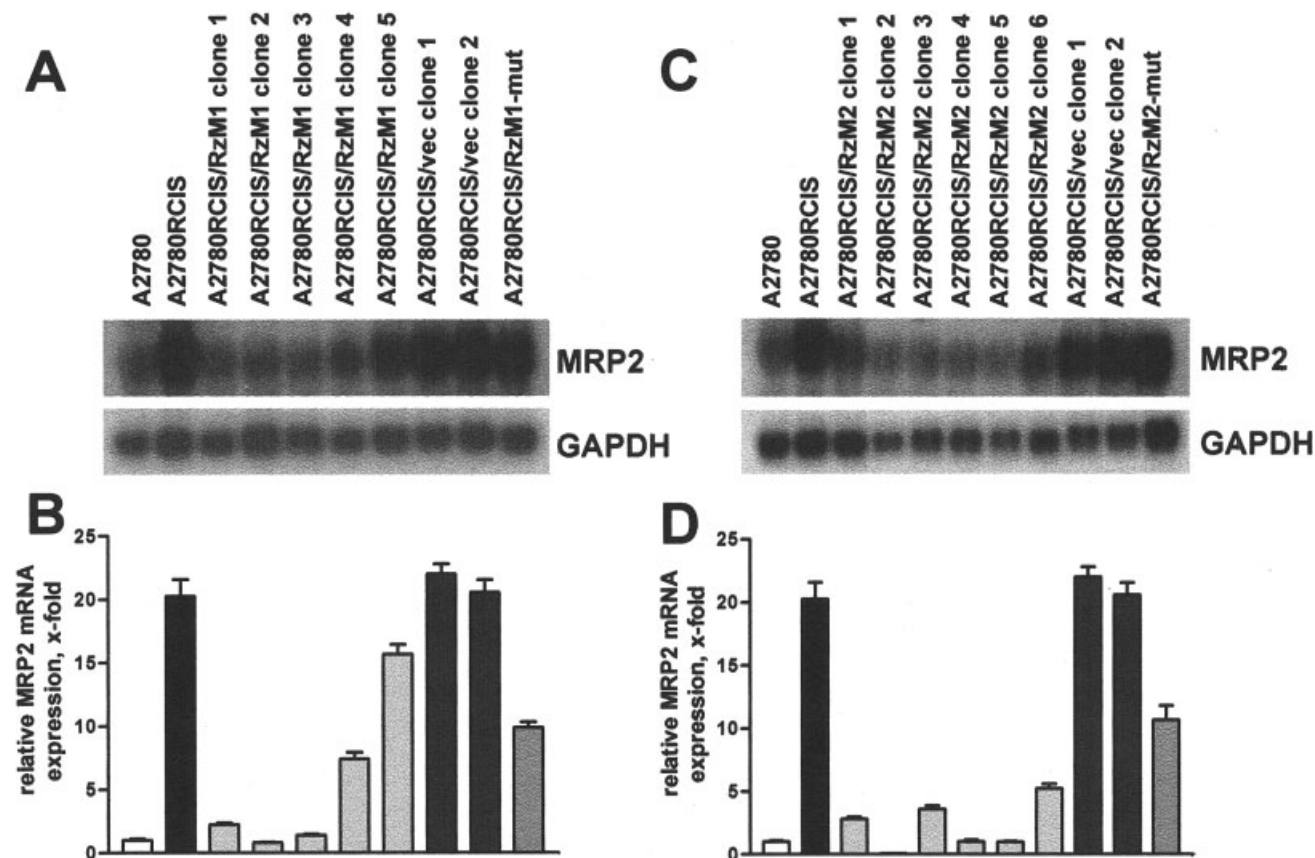 A
A2780
A2780RCIS
A2780RCIS/RzM1 clone 1
A2780RCIS/RzM1 clone 2
A2780RCIS/RzM1 clone 3
A2780RCIS/RzM1 clone 4
A2780RCIS/RzM1 clone 5
A2780RCIS/vec clone 1
A2780RCIS/vec clone 2
A2780RCIS/RzM1-mut
MRP2
GAPDH
C
A2780
A2780RCIS
A2780RCIS/RzM2 clone 1
A2780RCIS/RzM2 clone 2
A2780RCIS/RzM2 clone 3
A2780RCIS/RzM2 clone 4
A2780RCIS/RzM2 clone 5
A2780RCIS/RzM2 clone 6
A2780RCIS/vec clone 1
A2780RCIS/vec clone 2
A2780RCIS/RzM2-mut
MRP2
GAPDH
B
relative MRP2 mRNA
expression, x-fold
25
20
15
10
5
0
D
relative MRP2 mRNA
expression, x-fold
25
20
15
10
5
0